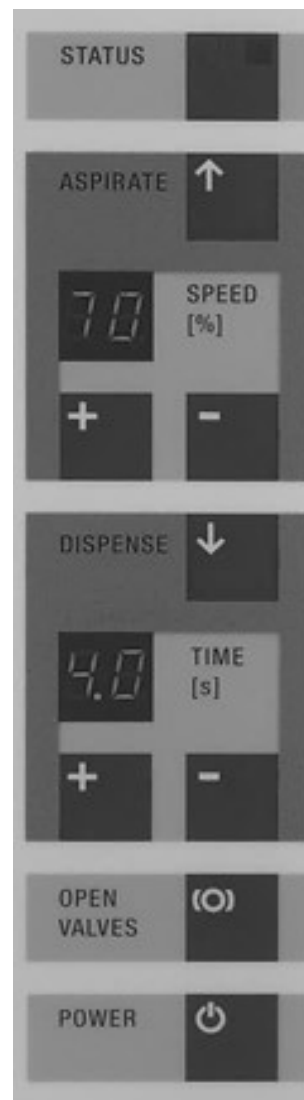 STATUS
ASPIRATE ↑
70 SPEED
[%]
+ -
DISPENSE ↓
4.0 TIME
[s]
+ -
OPEN
VALVES
POWER